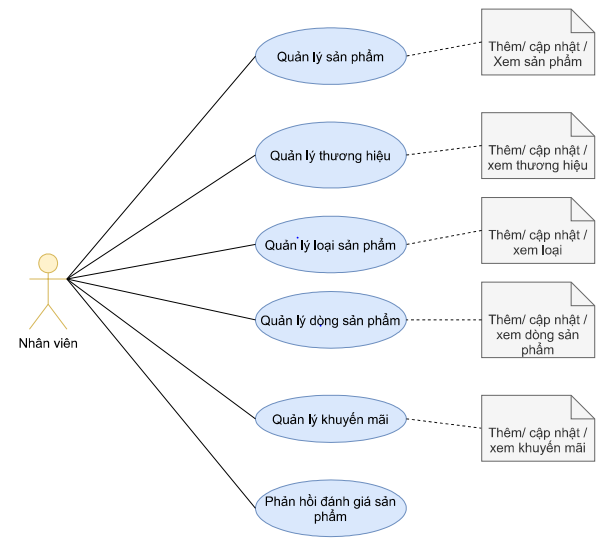 Quản lý sản phẩm
Thêm/ cập nhật /
Xem sản phẩm
Quản lý thương hiệu
Thêm/ cập nhật /
xem thương hiệu
Quản lý loại sản phẩm
Thêm/ cập nhật /
xem loại
Nhân viên
Quản lý dòng sản phẩm
Thêm/ cập nhật /
xem dòng sản
phẩm
Quản lý khuyến mãi
Thêm/ cập nhật /
xem khuyến mãi
Phản hồi đánh giá sản
phẩm